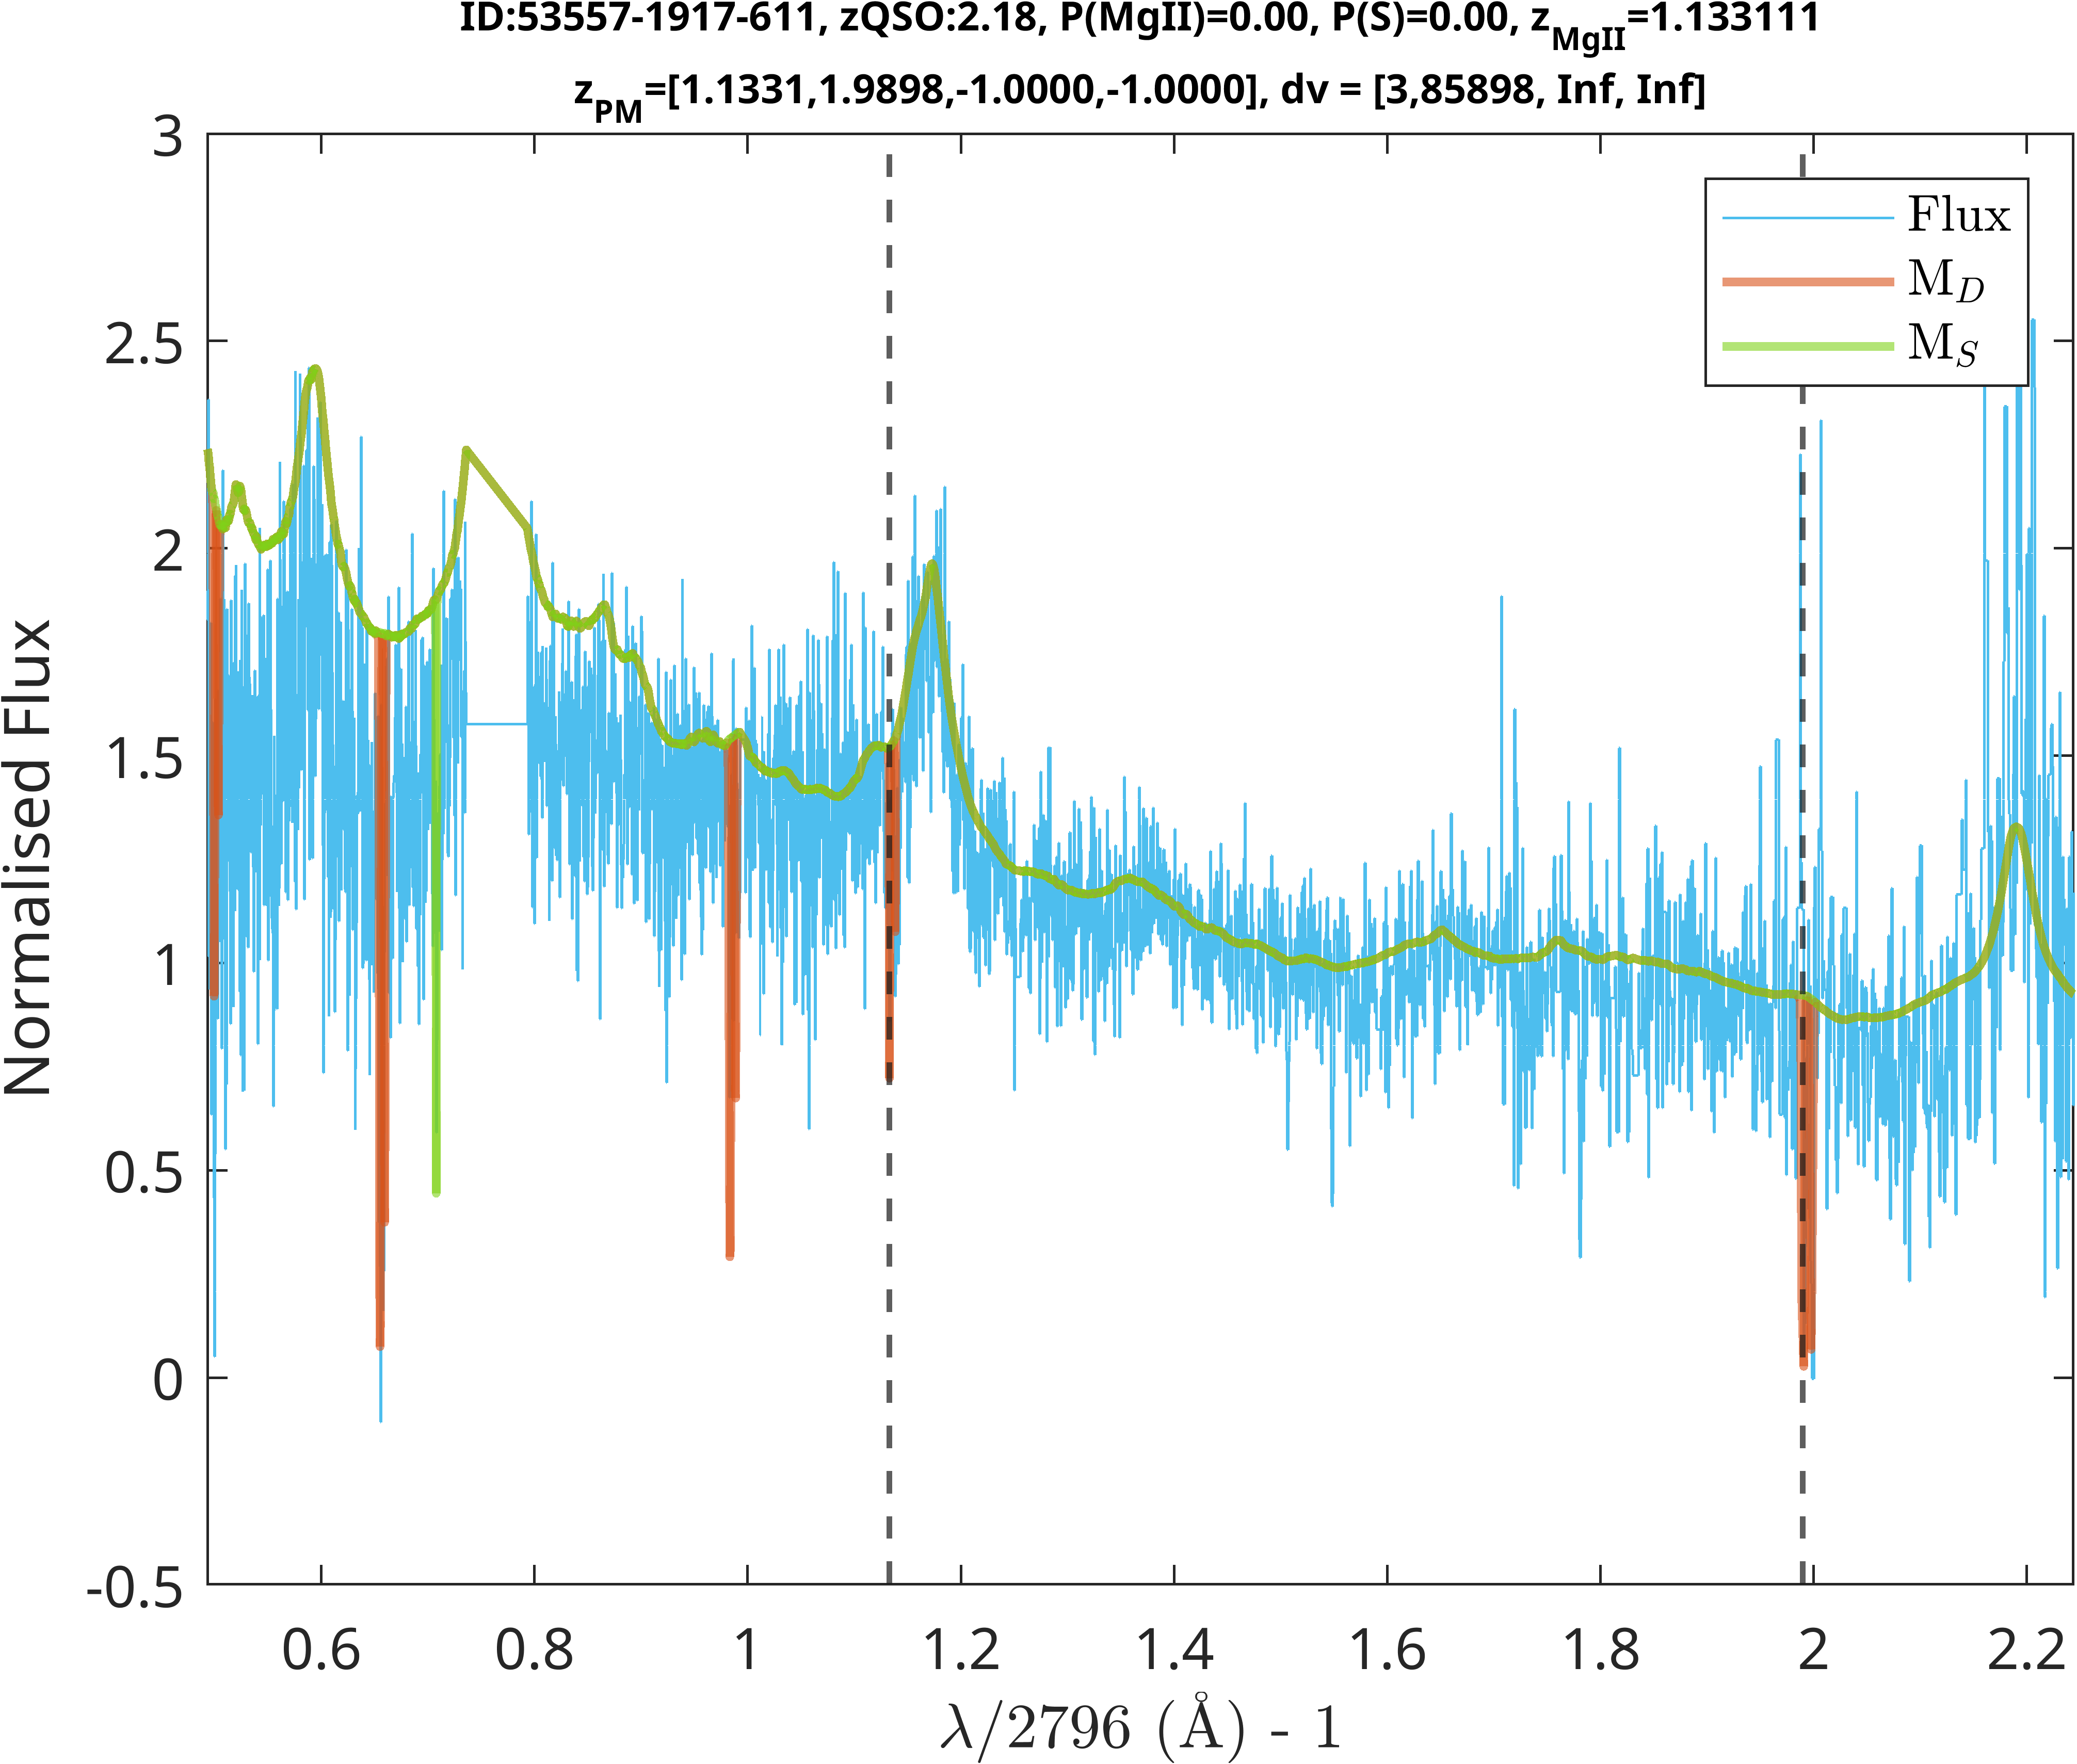 ID:53557-1917-611, zQSO:2.18, P(MgII)=0.00, P(S)=0.00, zMgII=1.133111
zPM=[1.1331,1.9898,-1.0000,-1.0000], dv = [3,85898, Inf, Inf]
3
2.5
2
1.5
1
0.5
0
-0.5
Normalised Flux
Flux
MD
MS
0.6 0.8 1 1.2 1.4 1.6 1.8 2 2.2
λ/2796 (Å) - 1